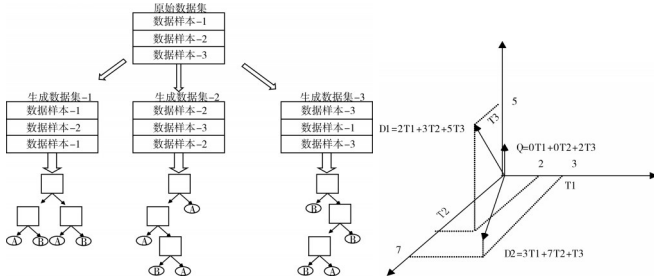 原始数据集
数据样本-1
数据样本-2
数据样本-3
生成数据集-1
数据样本-1
数据样本-2
数据样本-1
生成数据集-2
数据样本-2
数据样本-3
数据样本-2
生成数据集-3
数据样本-3
数据样本-1
数据样本-3
A
B
A
B
A
B
A
B
B
A
5
T3
D1=2T1+3T2+5T3
Q=0T1+0T2+2T3
2
3
T1
T2
7
D2=3T1+7T2+T3